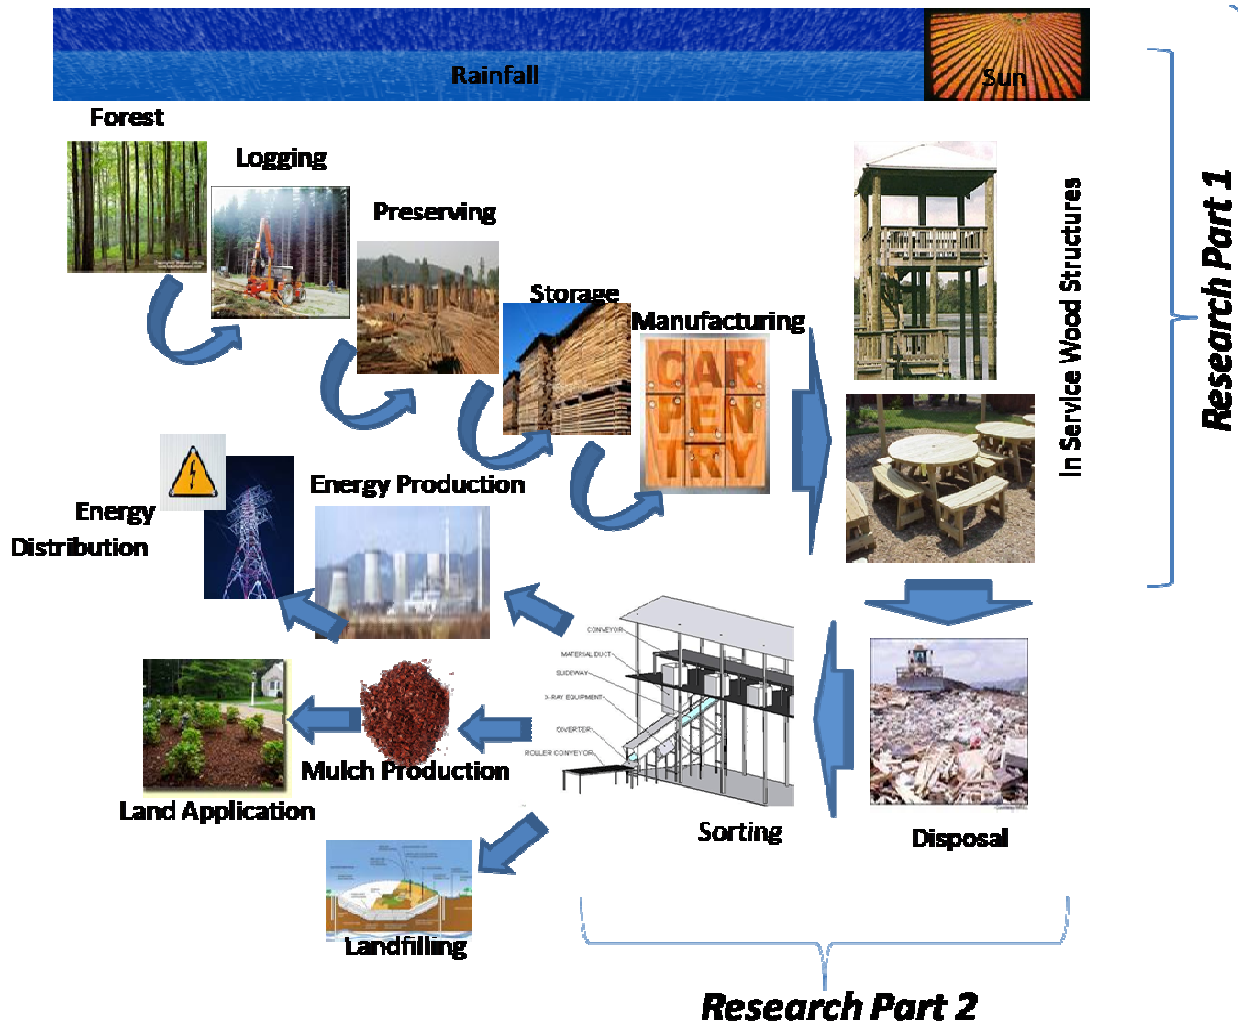 Rainfall
Sun
Forest
Logging
Preserving
Storage
Manufacturing
CAR
PEN
TRY
In Service Wood Structures
Research Part 1
Energy Production
Energy
Distribution
CONVEYOR
MATERIAL DUCT
SLIDEWAY
X-RAY EQUIPMENT
DIVERTER
ROLLER CONVEYOR
Mulch Production
Land Application
Sorting
Disposal
Landfilling
Research Part 2